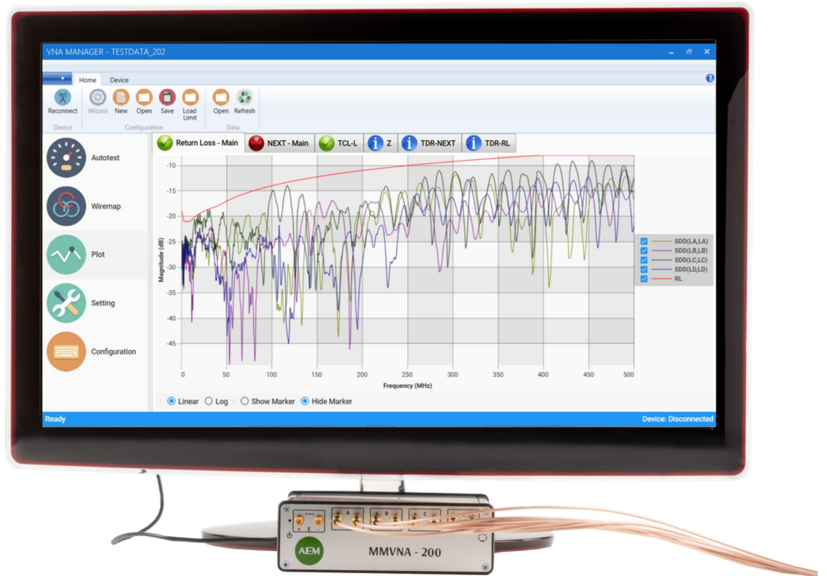 VNA MANAGER - TESTDATA_202
Home Device
Reconnect Wizard New Open Save Load Limit Open Refresh
Device Configuration Data
Autotest
Wiremap
Plot
Setting
Configuration
Return Loss - Main NEXT - Main TCL-L Z TDR-NEXT TDR-RL
Magnitude (dB)
-10
-15
-20
-25
-30
-35
-40
-45
0 50 100 150 200 250 300 350 400 450 500
Frequency (MHz)
SDD(LA,LA)
SDD(LB,LB)
SDD(LC,LC)
SDD(LD,LD)
RL
Linear Log Show Marker Hide Marker
Ready Device: Disconnected
A B C
E
AEM MMVNA - 200